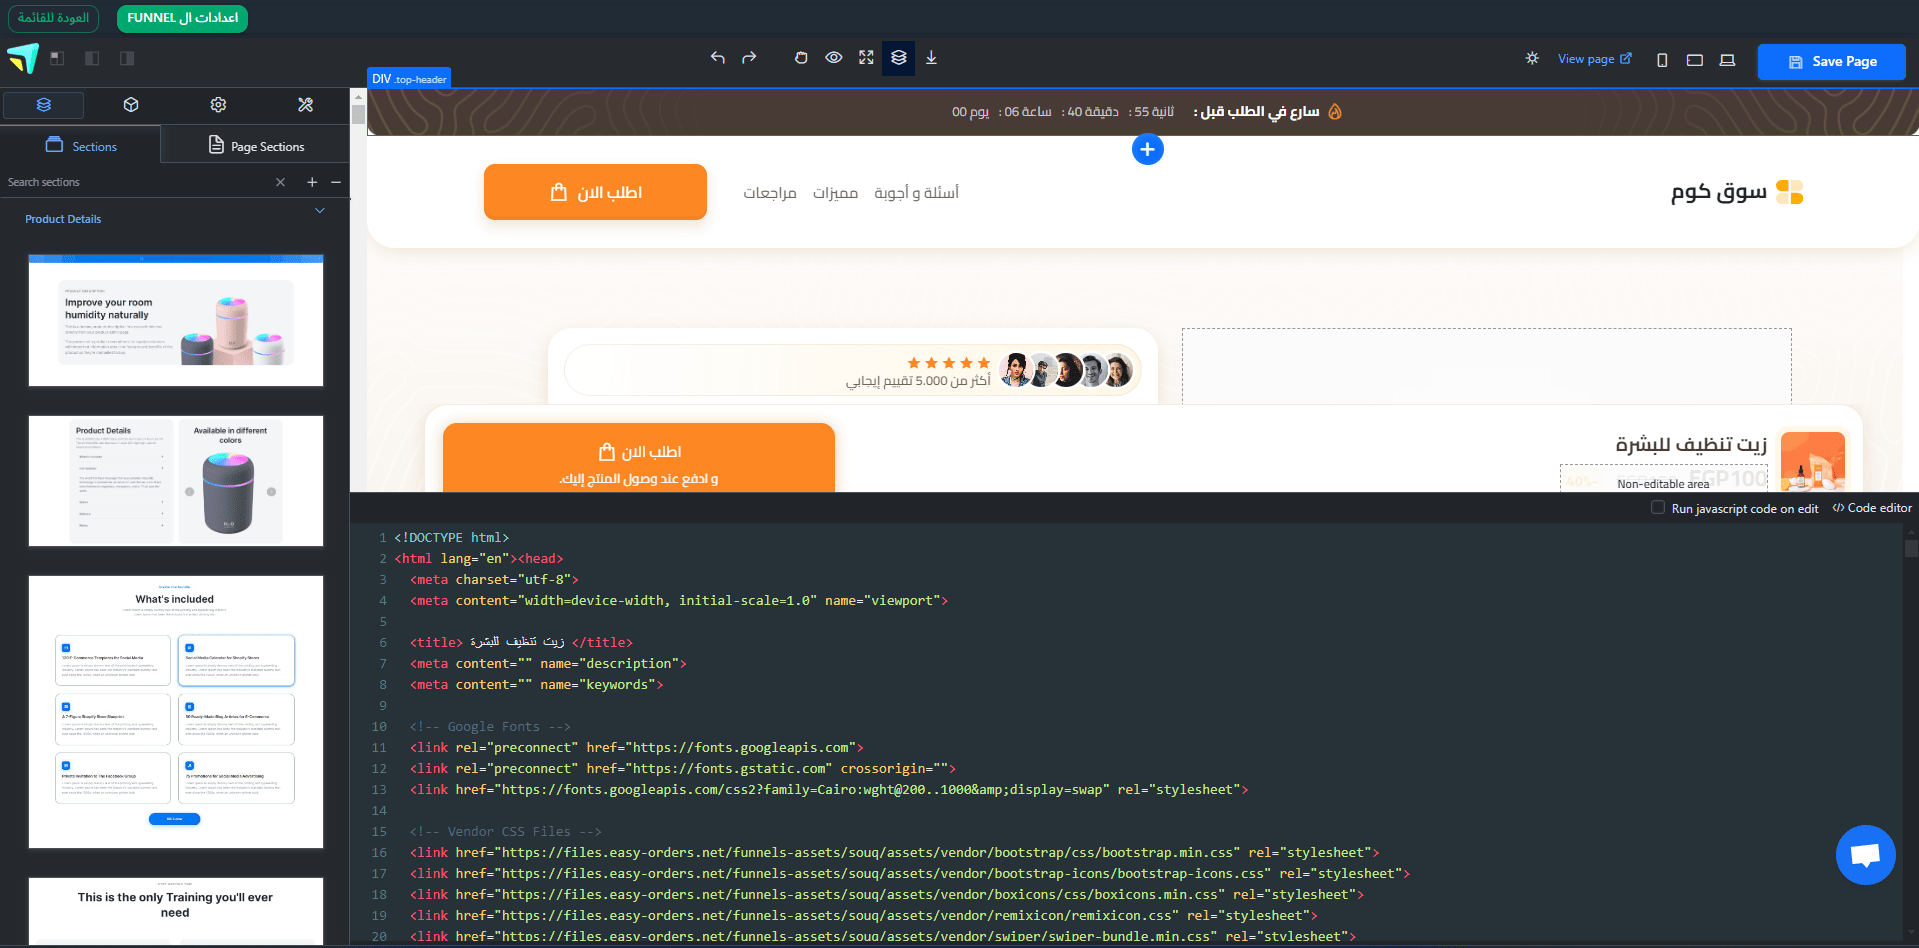 العودة للقائمة
اعدادات ال FUNNEL
View page
Save Page
DIV .top-header
Sections
Page Sections
Search sections
Product Details
Improve your room
humidity naturally
Product Details
Available in different
colors
What's included
This is the only Training you'll ever
need
سارع في الطلب قبل :
ثانية 55 : دقيقة 40 : ساعة 06 : يوم 00
سوق كوم
أسئلة و أجوبة
مميزات
مراجعات
اطلب الان
أكثر من 5.000 تقييم إيجابي
زيت تنظيف للبشرة
EGP100
40%-
Non-editable area
اطلب الان
و ادفع عند وصول المنتج إليك.
Run javascript code on edit
Code editor
1 <!DOCTYPE html>
2 <html lang="en"><head>
3 <meta charset="utf-8">
4 <meta content="width=device-width, initial-scale=1.0" name="viewport">
5
6 <title> زيت تنظيف للبشرة </title>
7 <meta content="" name="description">
8 <meta content="" name="keywords">
9
10 <!-- Google Fonts -->
11 <link rel="preconnect" href="https://fonts.googleapis.com">
12 <link rel="preconnect" href="https://fonts.gstatic.com" crossorigin="">
13 <link href="https://fonts.googleapis.com/css2?family=Cairo:wght@200..1000&amp;display=swap" rel="stylesheet">
14
15 <!-- Vendor CSS Files -->
16 <link href="https://files.easy-orders.net/funnels-assets/souq/assets/vendor/bootstrap/css/bootstrap.min.css" rel="stylesheet">
17 <link href="https://files.easy-orders.net/funnels-assets/souq/assets/vendor/bootstrap-icons/bootstrap-icons.css" rel="stylesheet">
18 <link href="https://files.easy-orders.net/funnels-assets/souq/assets/vendor/boxicons/css/boxicons.min.css" rel="stylesheet">
19 <link href="https://files.easy-orders.net/funnels-assets/souq/assets/vendor/remixicon/remixicon.css" rel="stylesheet">
20 <link href="https://files.easy-orders.net/funnels-assets/souq/assets/vendor/swiper/swiper-bundle.min.css" rel="stylesheet">